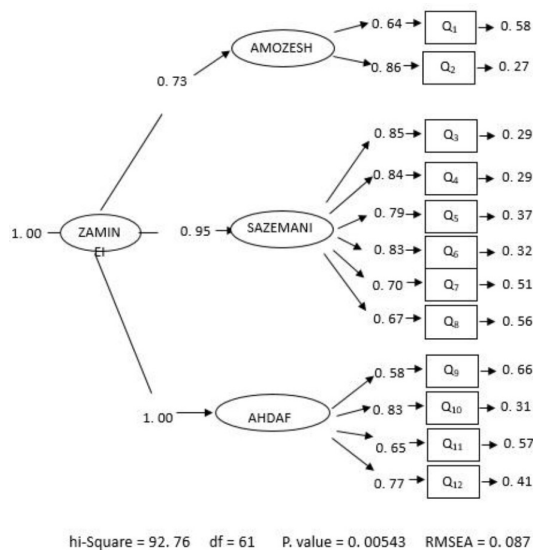 0. 64 Q1 0. 58
AMOZESH
0. 86 Q2 0. 27
0. 73
0. 85 Q3 0. 29
0. 84 Q4 0. 29
0. 79 Q5 0. 37
1. 00 ZAMIN
EI
0. 95 SAZEMANI
0. 83 Q6 0. 32
0. 70 Q7 0. 51
0. 67 Q8 0. 56
0. 58 Q9 0. 66
0. 83 Q10 0. 31
1. 00 AHDAF
0. 65 Q11 0. 57
0. 77 Q12 0. 41
hi-Square = 92. 76 df = 61 P. value = 0. 00543 RMSEA = 0. 087